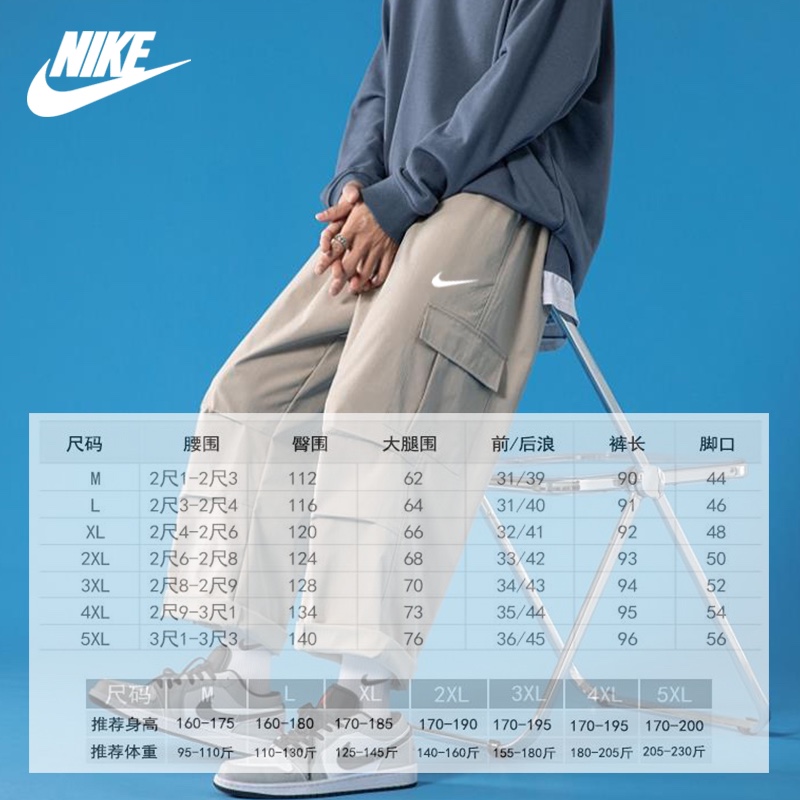 NIKE
尺码 腰围 臀围 大腿围 前/后浪 裤长 脚口
M 2尺1-2尺3 112 62 31/39 90 44
L 2尺3-2尺4 116 64 31/40 91 46
XL 2尺4-2尺6 120 66 32/41 92 48
2XL 2尺6-2尺8 124 68 33/42 93 50
3XL 2尺8-2尺9 128 70 34/43 94 52
4XL 2尺9-3尺1 134 73 35/44 95 54
5XL 3尺1-3尺3 140 76 36/45 96 56
尺码 M L XL 2XL 3XL 4XL 5XL
推荐身高 160-175 160-180 170-185 170-190 170-195 170-195 170-200
推荐体重 95-110斤 110-130斤 125-145斤 140-160斤 155-180斤 180-205斤 205-230斤